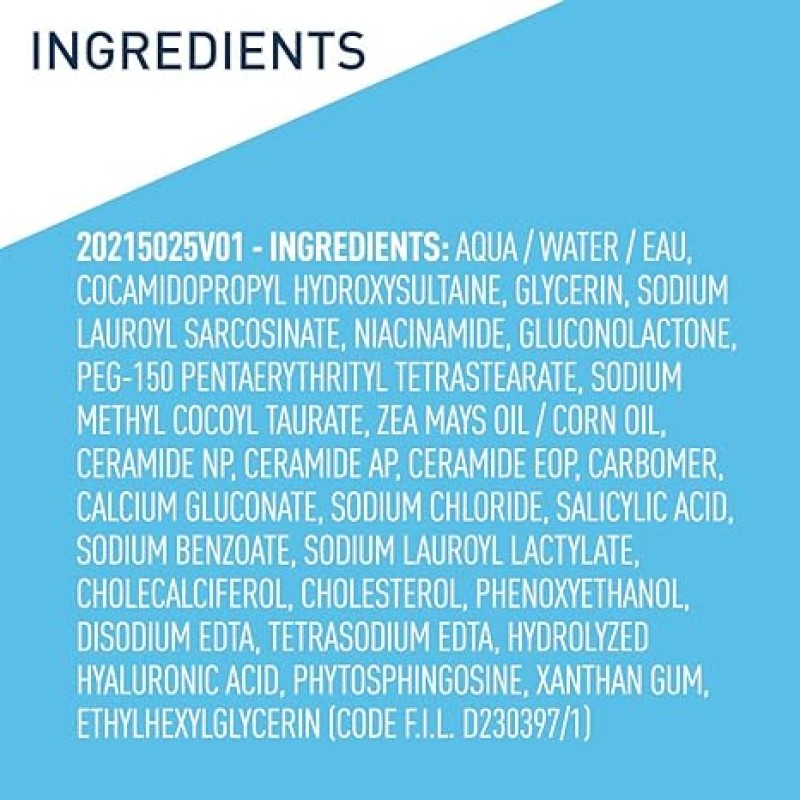 INGREDIENTS
20215025V01 - INGREDIENTS: AQUA / WATER / EAU,
COCAMIDOPROPYL HYDROXYSULTAINE, GLYCERIN, SODIUM
LAUROYL SARCOSINATE, NIACINAMIDE, GLUCONOLACTONE,
PEG-150 PENTAERYTHRITYL TETRASTEARATE, SODIUM
METHYL COCOYL TAURATE, ZEA MAYS OIL / CORN OIL,
CERAMIDE NP, CERAMIDE AP, CERAMIDE EOP, CARBOMER,
CALCIUM GLUCONATE, SODIUM CHLORIDE, SALICYLIC ACID,
SODIUM BENZOATE, SODIUM LAUROYL LACTYLATE,
CHOLECALCIFEROL, CHOLESTEROL, PHENOXYETHANOL,
DISODIUM EDTA, TETRASODIUM EDTA, HYDROLYZED
HYALURONIC ACID, PHYTOSPHINGOSINE, XANTHAN GUM,
ETHYLHEXYLGLYCERIN (CODE F.I.L. D230397/1)